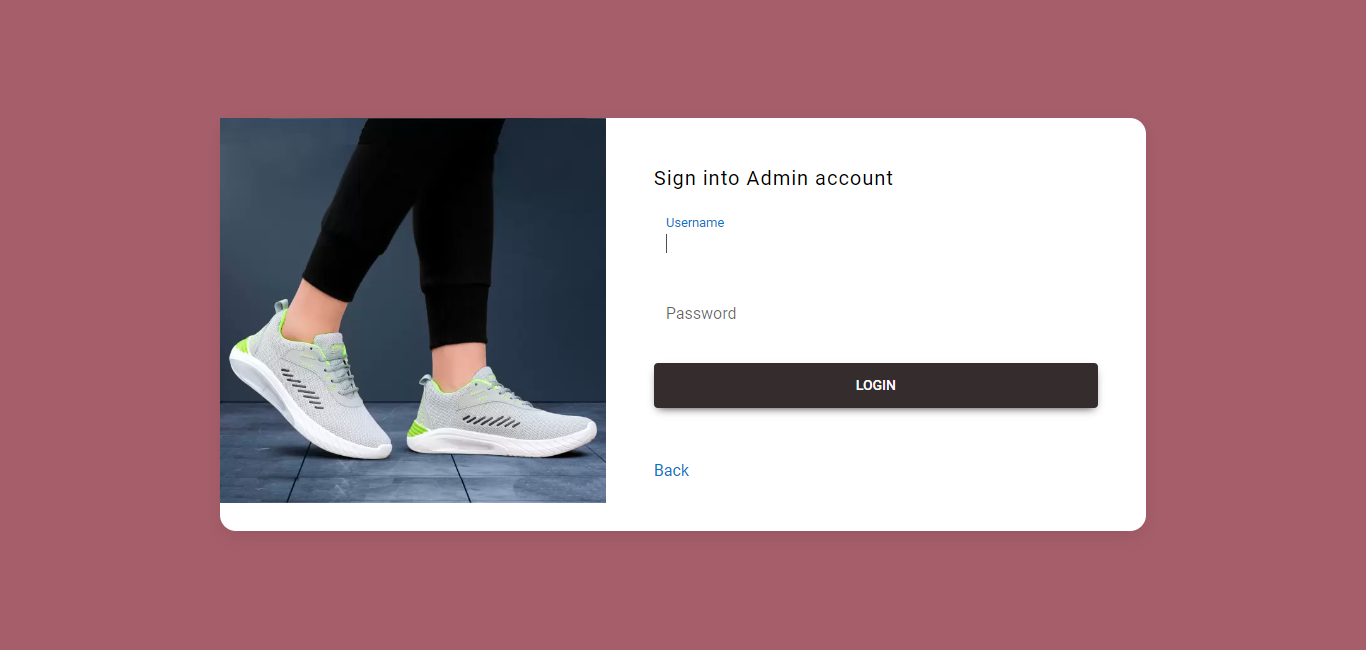 Sign into Admin account
Username
Password
LOGIN
Back